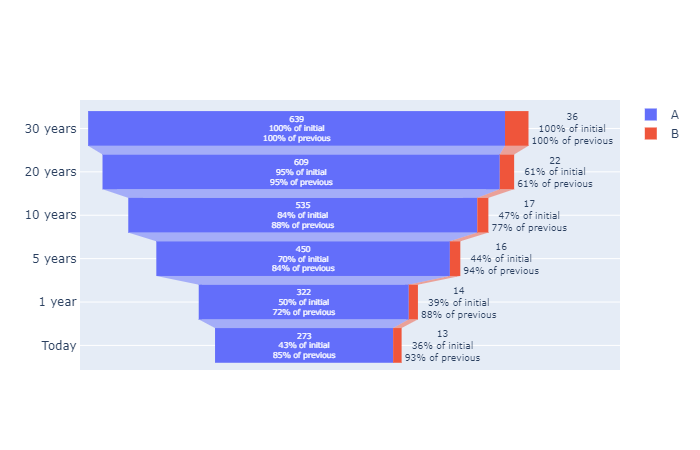 30 years
639
100% of initial
100% of previous
36
100% of initial
100% of previous
20 years
609
95% of initial
95% of previous
22
61% of initial
61% of previous
10 years
535
84% of initial
88% of previous
17
47% of initial
77% of previous
5 years
450
70% of initial
84% of previous
16
44% of initial
94% of previous
1 year
322
50% of initial
72% of previous
14
39% of initial
88% of previous
Today
273
43% of initial
85% of previous
13
36% of initial
93% of previous
A
B